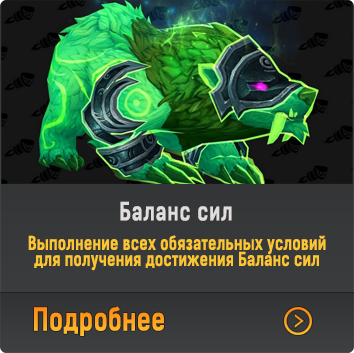 Баланс сил
Выполнение всех обязательных условий
для получения достижения Баланс сил
Подробнее